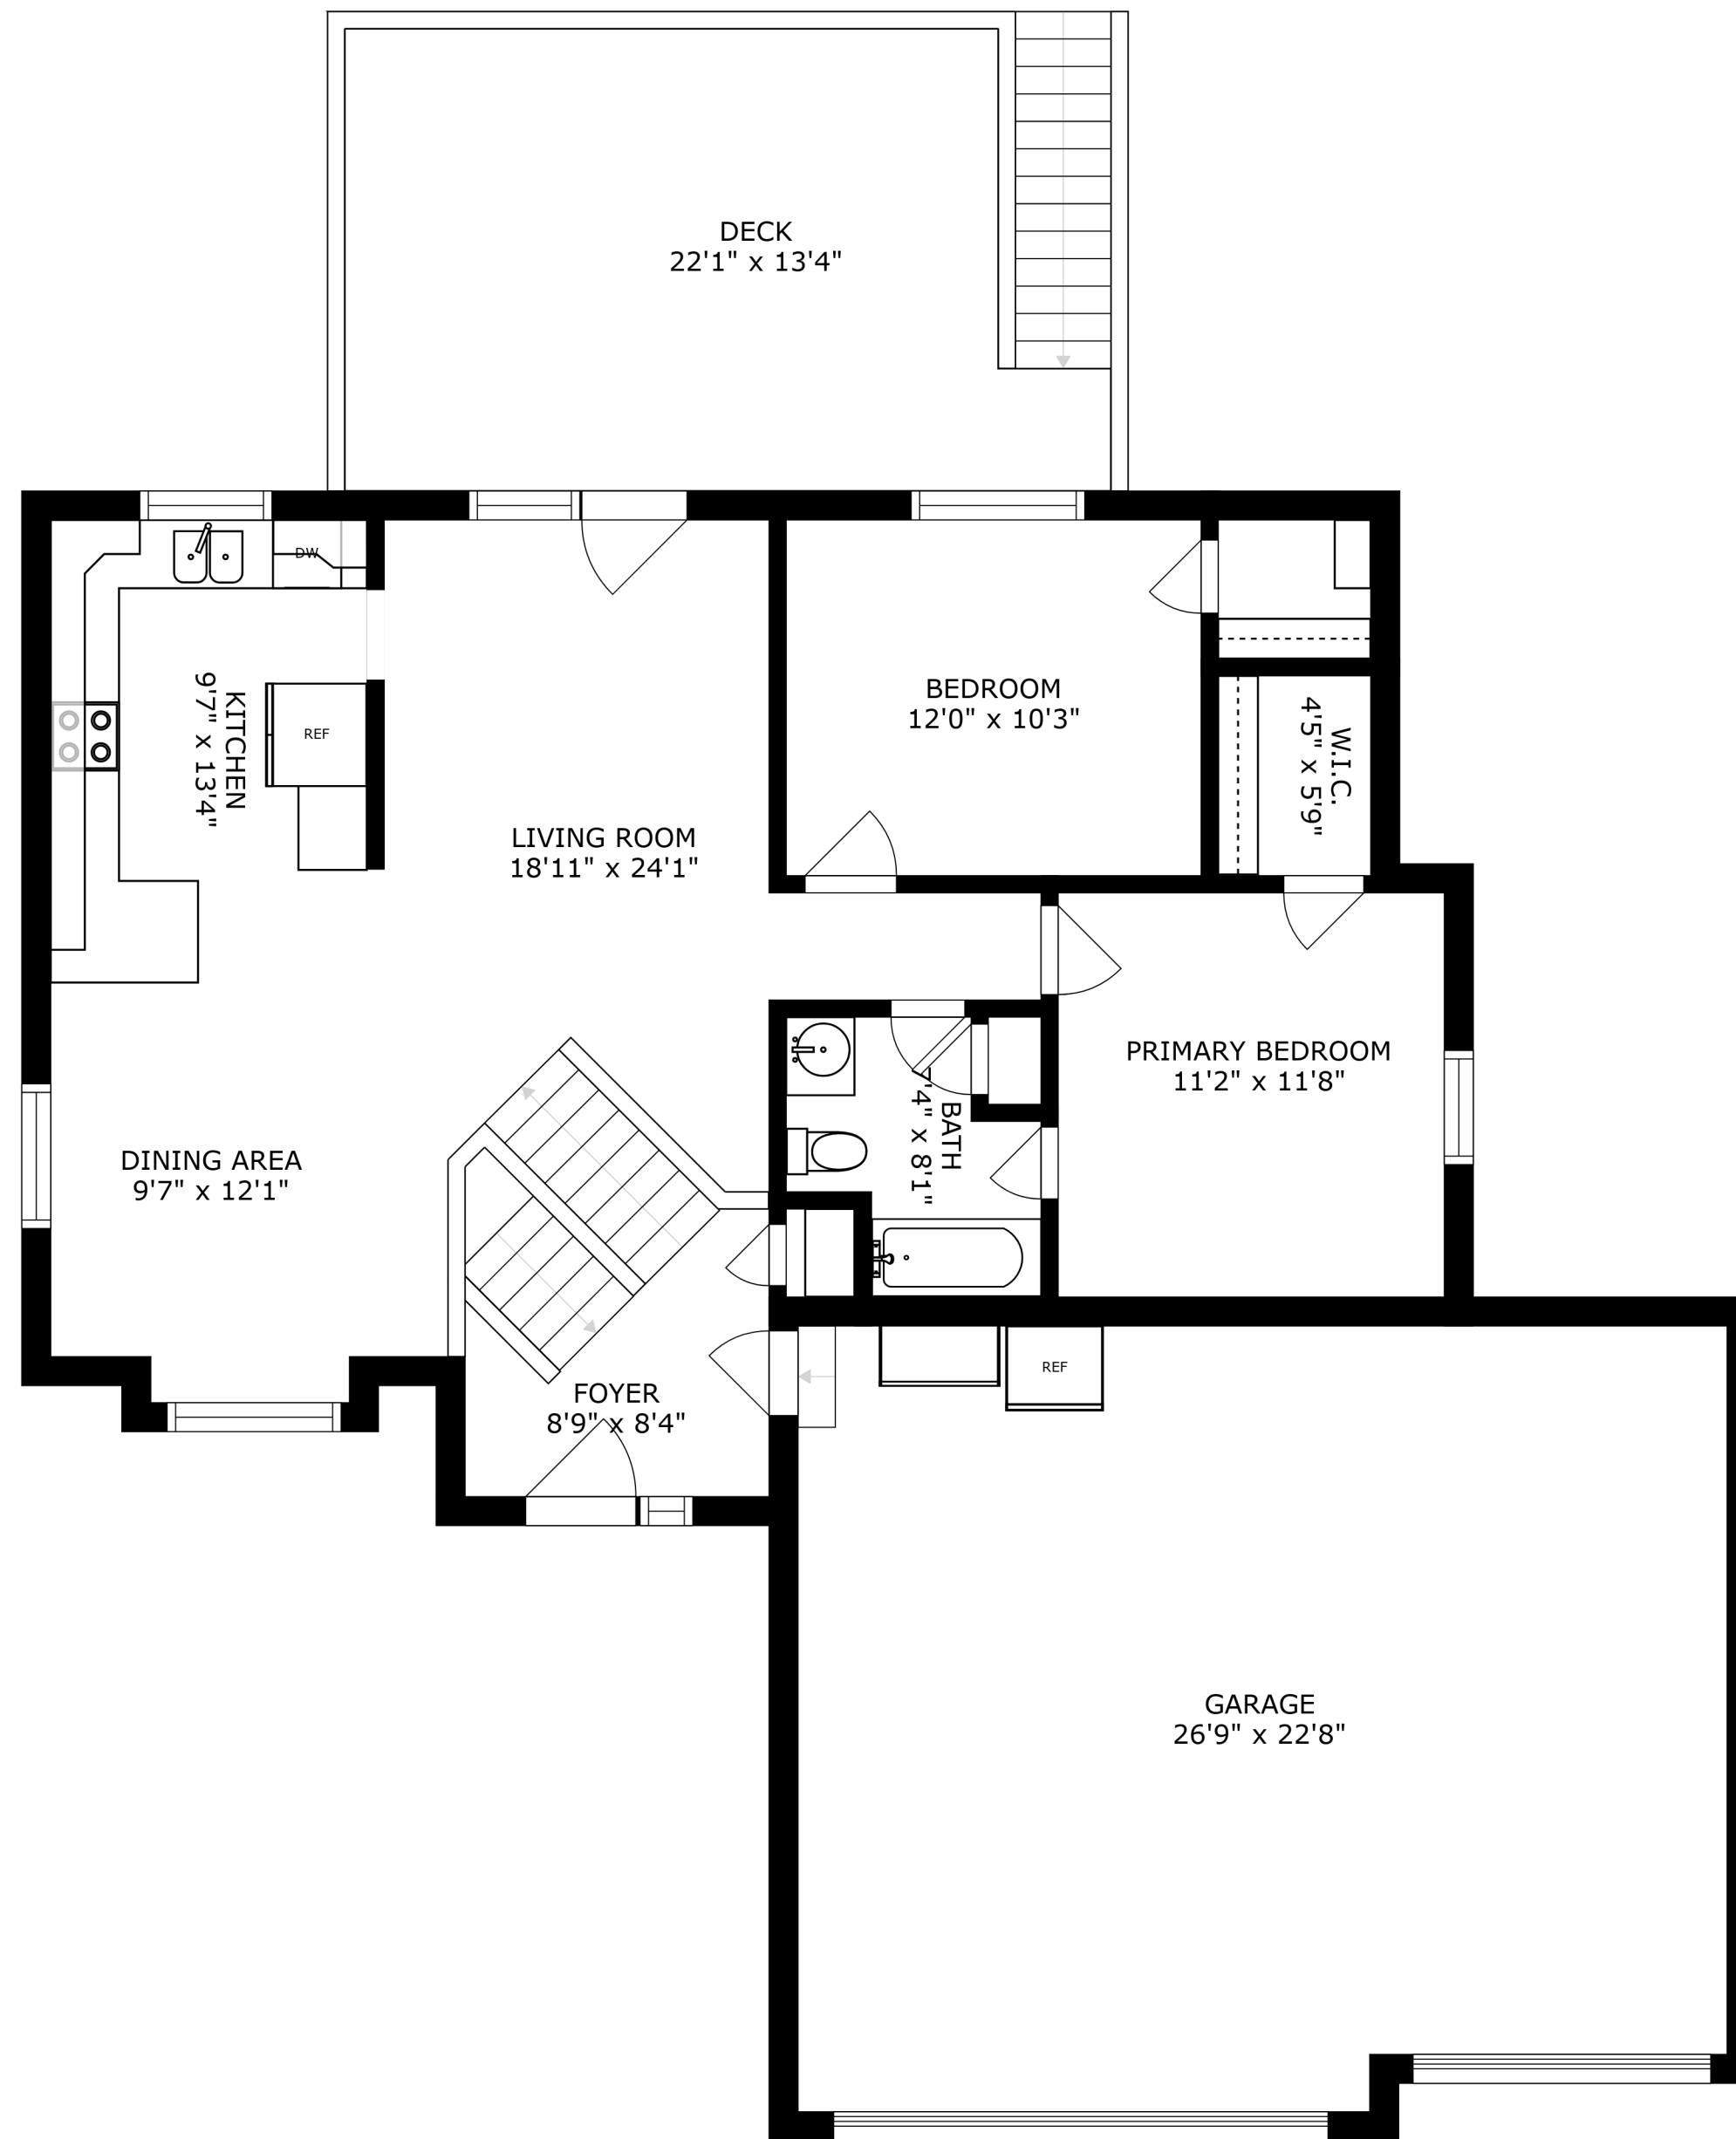 DECK
22'1" x 13'4"
DW
KITCHEN
9'7" x 13'4"
REF
LIVING ROOM
18'11" x 24'1"
BEDROOM
12'0" x 10'3"
W.I.C.
4'5" x 5'9"
PRIMARY BEDROOM
11'2" x 11'8"
BATH
7'4" x 8'1"
DINING AREA
9'7" x 12'1"
FOYER
8'9" x 8'4"
REF
GARAGE
26'9" x 22'8"